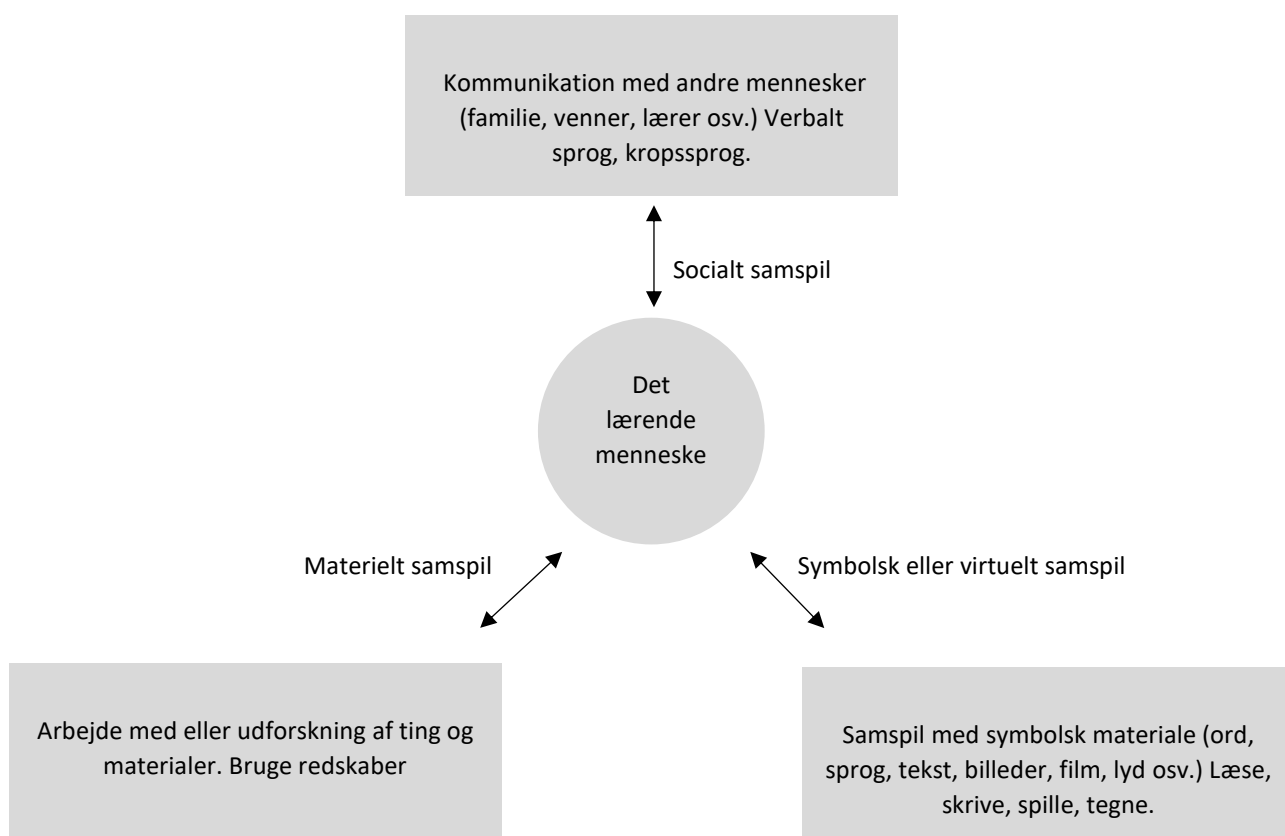 Kommunikation med andre mennesker
(familie, venner, lærer osv.) Verbalt
sprog, kropssprog.
Socialt samspil
Det
lærende
menneske
Materielt samspil
Symbolsk eller virtuelt samspil
Arbejde med eller udforskning af ting og
materialer. Bruge redskaber
Samspil med symbolsk materiale (ord,
sprog, tekst, billeder, film, lyd osv.) Læse,
skrive, spille, tegne.